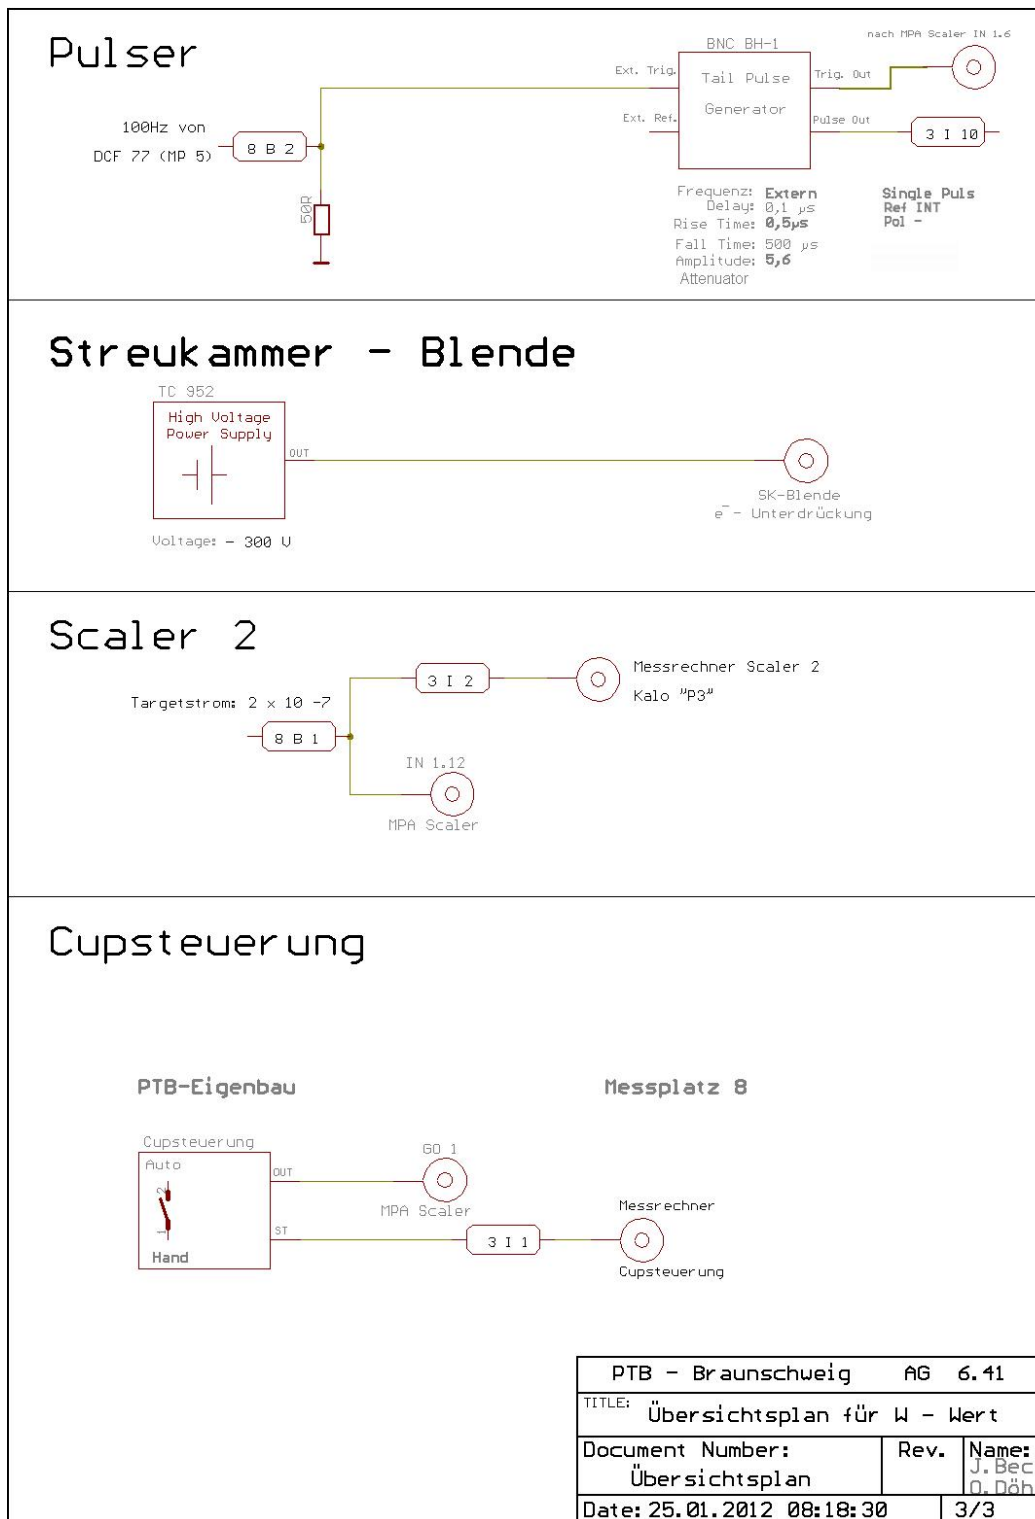 Pulser
BNC BH-1
nach MPA Scaler IN 1.6
Ext. Trig.
Tail Pulse
Generator
Trig. Out
Ext. Ref.
Pulse Out
100Hz von
DCF 77 (MP 5)
8 B 2
3 I 10
50R
Frequenz: Extern
Delay: 0,1 µs
Rise Time: 0,5µs
Fall Time: 500 µs
Amplitude: 5,6
Attenuator
Single Puls
Ref INT
Pol -
Streukammer - Blende
TC 952
High Voltage
Power Supply
OUT
SK-Blende
e⁻ - Unterdrückung
Voltage: - 300 V
Scaler 2
Targetstrom: 2 x 10 -7
8 B 1
3 I 2
Messrechner Scaler 2
Kalo "P3"
IN 1.12
MPA Scaler
Cupsteuerung
PTB-Eigenbau
Messplatz 8
Cupsteuerung
Auto
2
1
Hand
OUT
ST
GO 1
MPA Scaler
3 I 1
Messrechner
Cupsteuerung
PTB - Braunschweig AG 6.41
TITLE: Übersichtsplan für W - Wert
Document Number:
Übersichtsplan
Rev.
Name:
J. Bec
O. Döh
Date: 25.01.2012 08:18:30
3/3